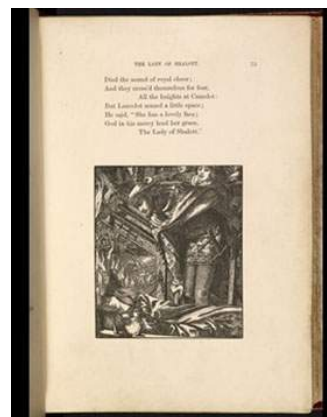 THE LADY OF SHALOTT. 75
Died the sound of royal cheer;
And they cross'd themselves for fear,
All the knights at Camelot:
But Lancelot mused a little space;
He said, "She has a lovely face;
God in his mercy lend her grace,
The Lady of Shalott."